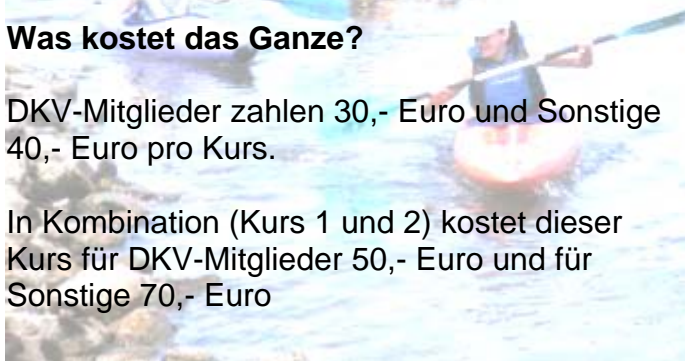 Was kostet das Ganze?
DKV-Mitglieder zahlen 30,- Euro und Sonstige
40,- Euro pro Kurs.
In Kombination (Kurs 1 und 2) kostet dieser
Kurs für DKV-Mitglieder 50,- Euro und für
Sonstige 70,- Euro